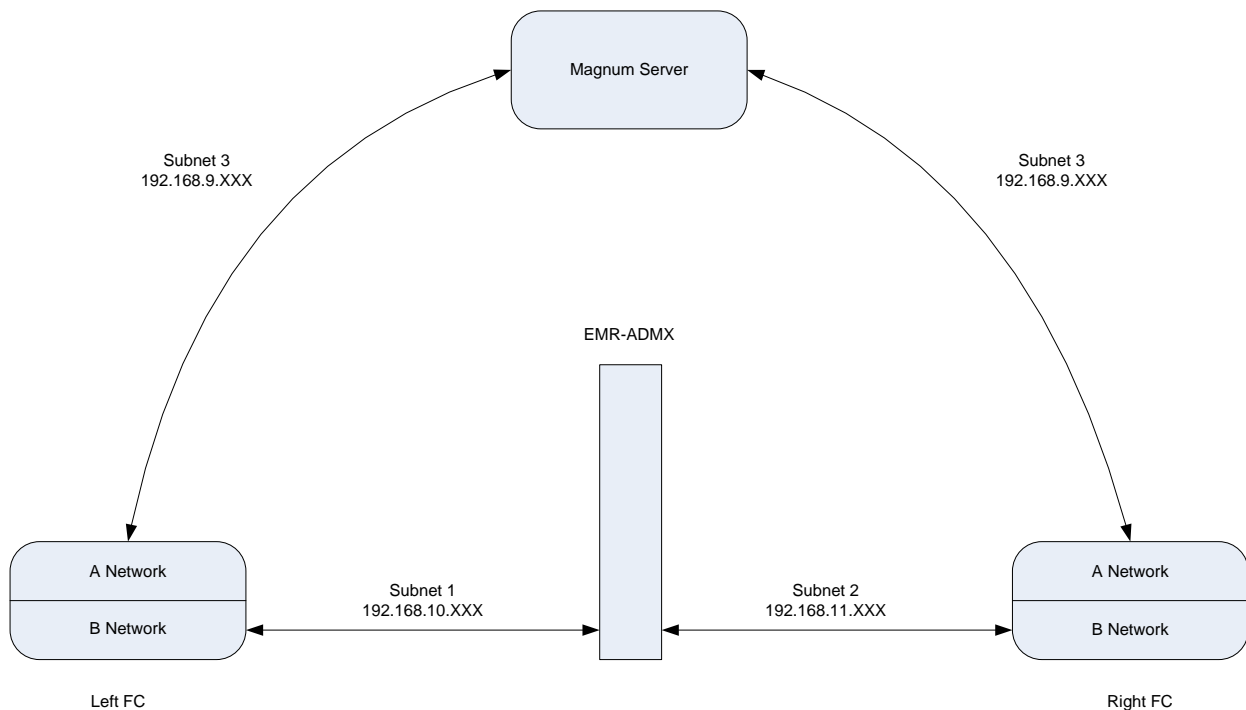 Magnum Server
Subnet 3
192.168.9.XXX
Subnet 3
192.168.9.XXX
EMR-ADMX
A Network
B Network
Subnet 1
192.168.10.XXX
Subnet 2
192.168.11.XXX
A Network
B Network
Left FC
Right FC